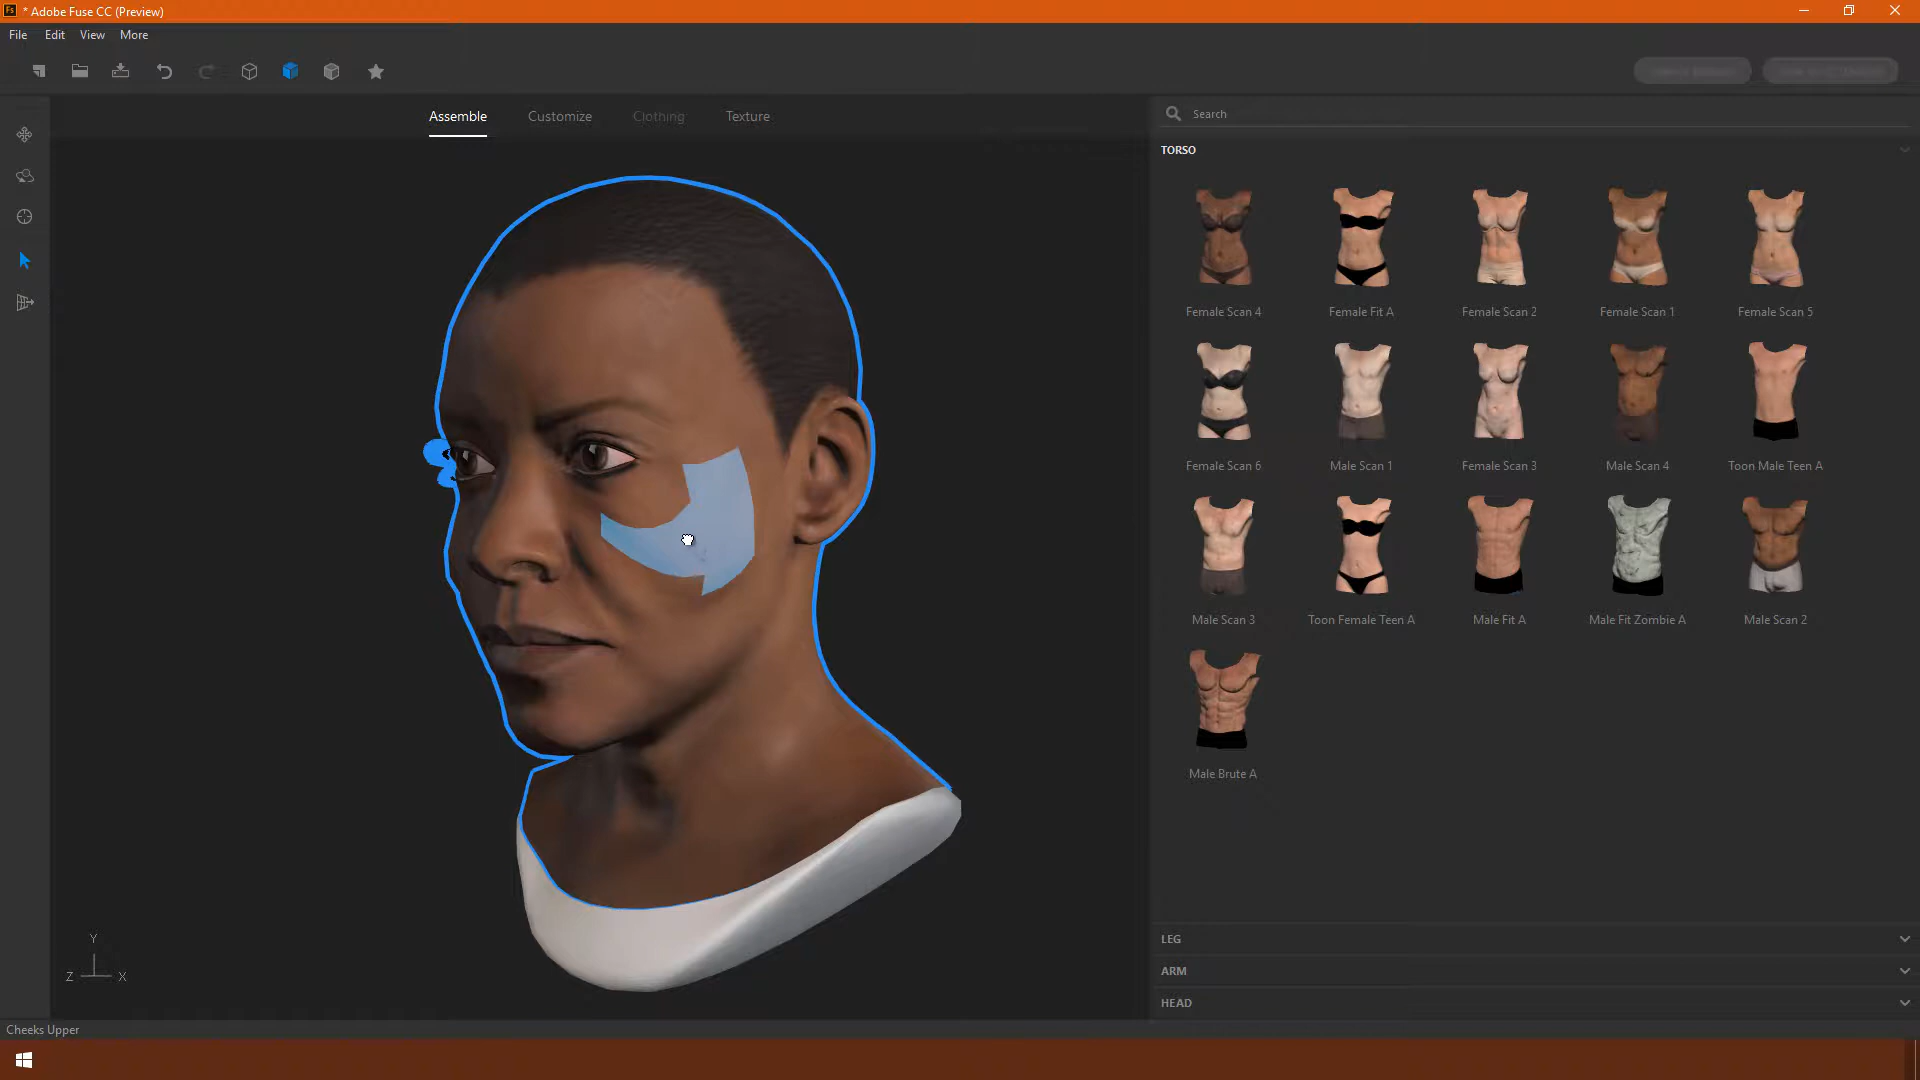 Fs * Adobe Fuse CC (Preview)
File Edit View More
Assemble Customize Clothing Texture
Search
TORSO
Female Scan 4 Female Fit A Female Scan 2 Female Scan 1 Female Scan 5
Female Scan 6 Male Scan 1 Female Scan 3 Male Scan 4 Toon Male Teen A
Male Scan 3 Toon Female Teen A Male Fit A Male Fit Zombie A Male Scan 2
Male Brute A
LEG
ARM
HEAD
Y
Z X
Cheeks Upper